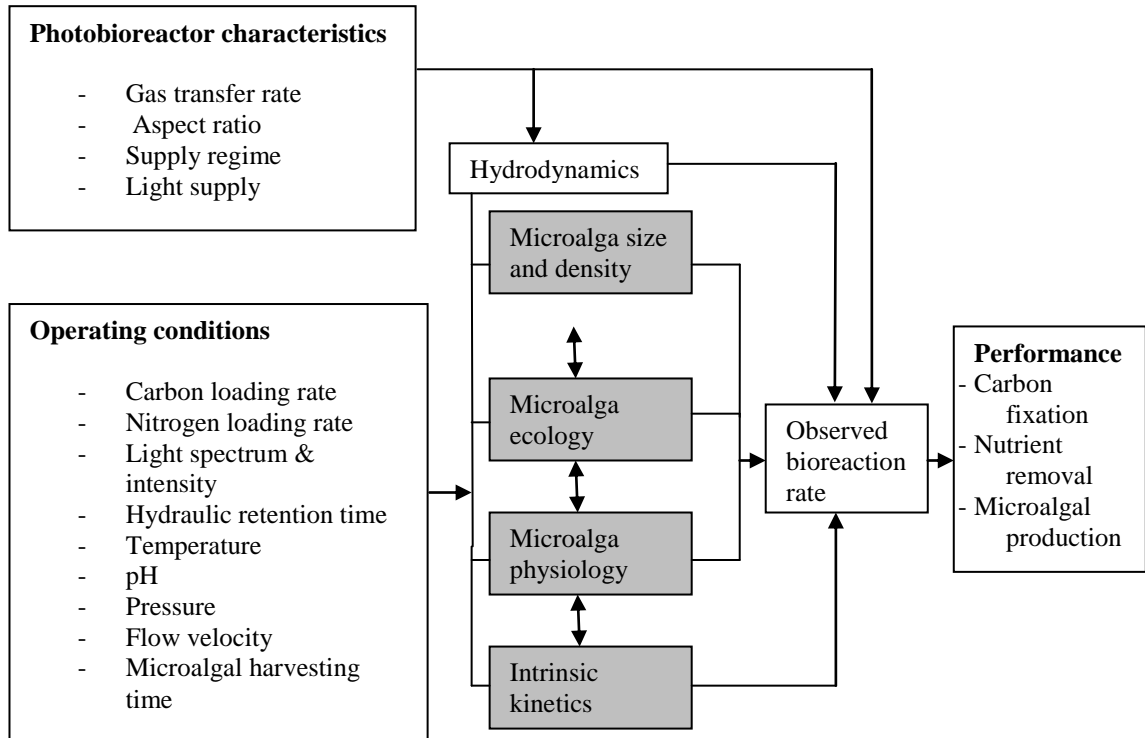 Photobioreactor characteristics
- Gas transfer rate
- Aspect ratio
- Supply regime
- Light supply
Hydrodynamics
Microalga size
and density
Operating conditions
- Carbon loading rate
- Nitrogen loading rate
- Light spectrum &
intensity
- Hydraulic retention time
- Temperature
- pH
- Pressure
- Flow velocity
- Microalgal harvesting
time
Microalga
ecology
Microalga
physiology
Intrinsic
kinetics
Observed
bioreaction
rate
Performance
- Carbon
fixation
- Nutrient
removal
- Microalgal
production